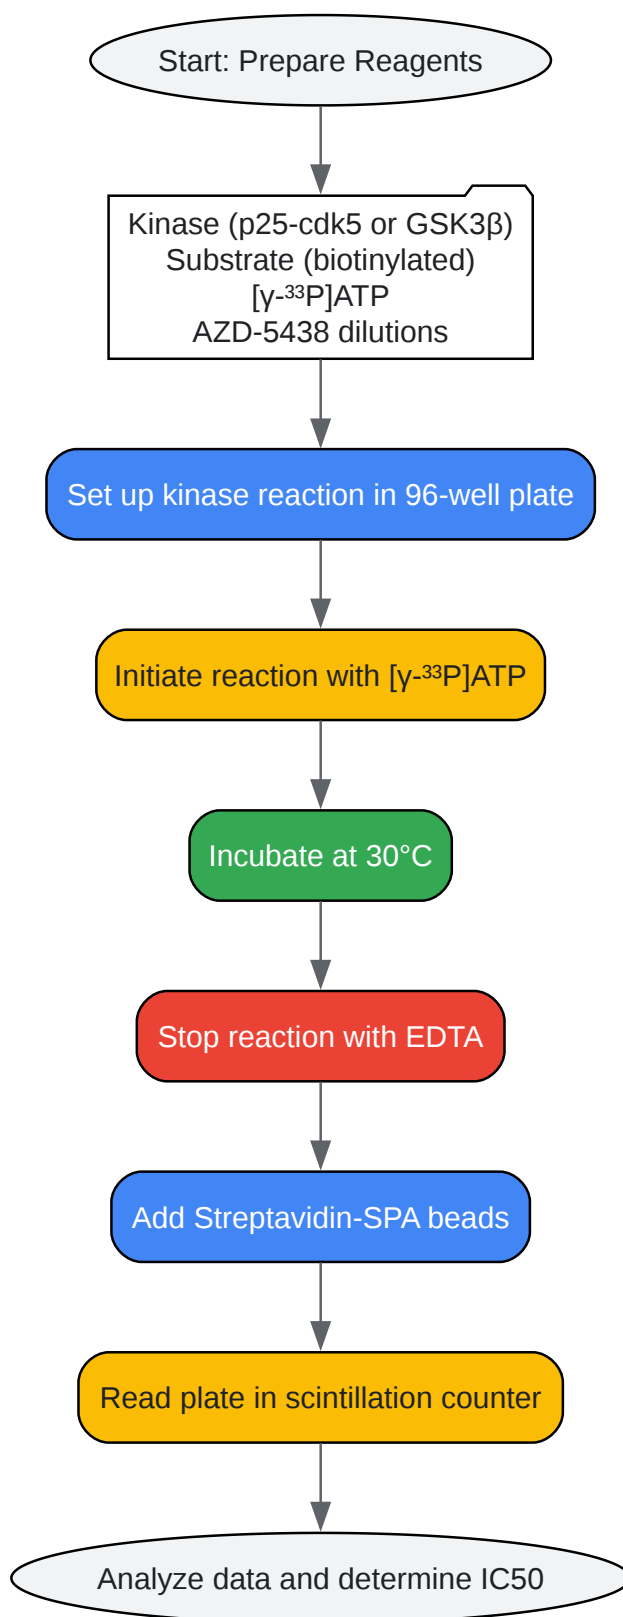 Start: Prepare Reagents
Kinase (p25-cdk5 or GSK3β)
Substrate (biotinylated)
[γ-³³P]ATP
AZD-5438 dilutions
Set up kinase reaction in 96-well plate
Initiate reaction with [γ-³³P]ATP
Incubate at 30°C
Stop reaction with EDTA
Add Streptavidin-SPA beads
Read plate in scintillation counter
Analyze data and determine IC50